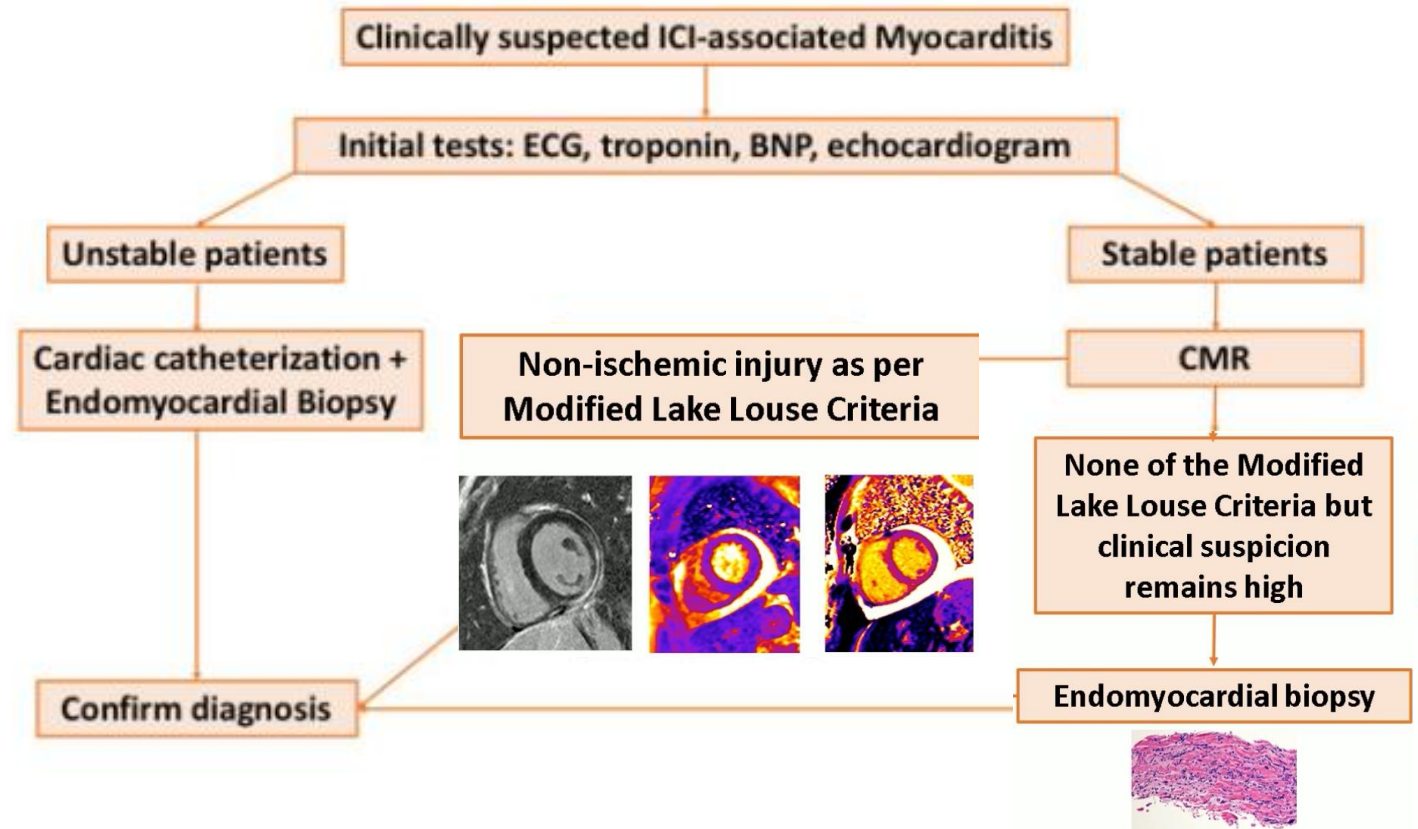 Clinically suspected ICI-associated Myocarditis
Initial tests: ECG, troponin, BNP, echocardiogram
Unstable patients
Stable patients
Cardiac catheterization +
Endomyocardial Biopsy
Non-ischemic injury as per
Modified Lake Louse Criteria
CMR
None of the Modified
Lake Louse Criteria but
clinical suspicion
remains high
Confirm diagnosis
Endomyocardial biopsy